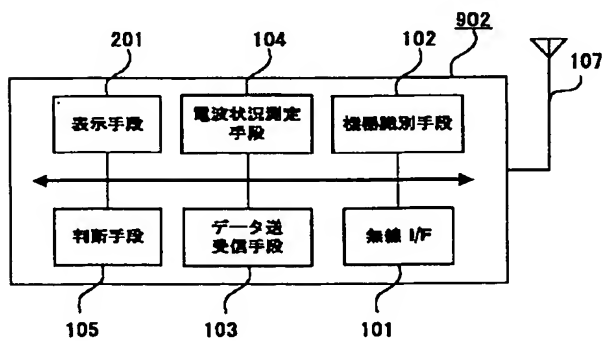 201
104
102
902
107
表示手段
電波状況測定
手段
機器識別手段
判断手段
データ送
受信手段
無線 I/F
105
103
101